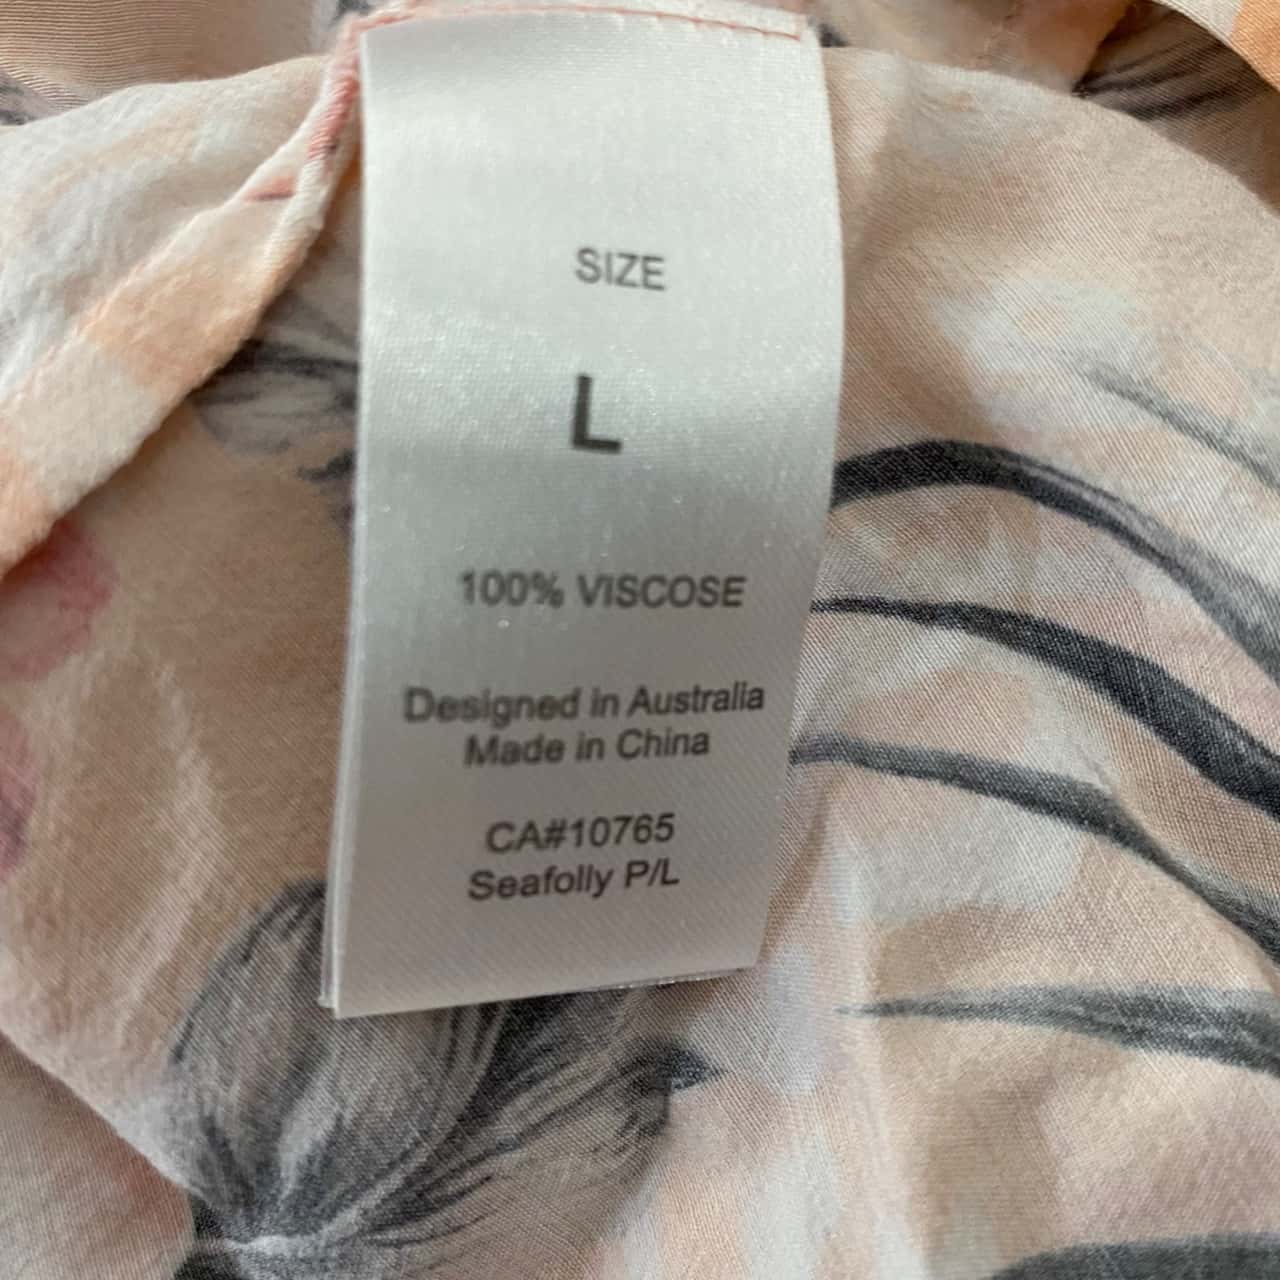 SIZE
L
100% VISCOSE
Designed in Australia
Made in China
CA#10765
Seafolly P/L